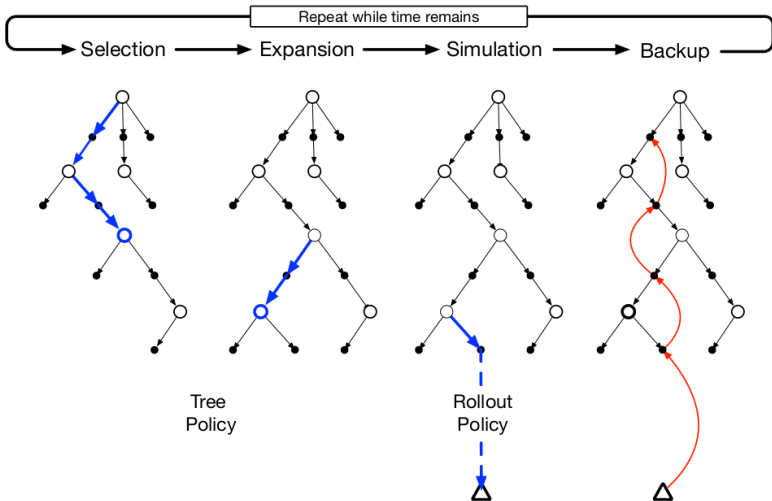 Repeat while time remains
Selection
Expansion
Simulation
Backup
Tree
Policy
Rollout
Policy